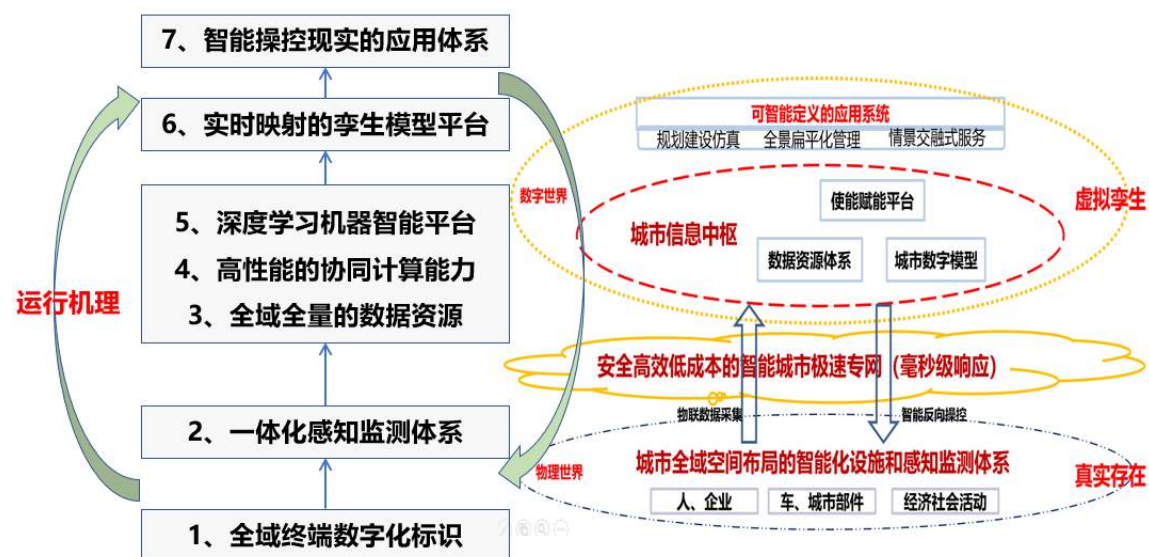 7、智能操控现实的应用体系
6、实时映射的孪生模型平台
5、深度学习机器智能平台
4、高性能的协同计算能力
3、全域全量的数据资源
运行机理
2、一体化感知监测体系
1、全域终端数字化标识
可智能定义的应用系统
规划建设仿真 全景扁平化管理 情景交融式服务
数字世界
虚拟孪生
使能赋能平台
城市信息中枢
数据资源体系
城市数字模型
安全高效低成本的智能城市极速专网（毫秒级响应）
物联数据采集
智能反向操控
物理世界
城市全域空间布局的智能化设施和感知监测体系
真实存在
人、企业
车、城市部件
经济社会活动